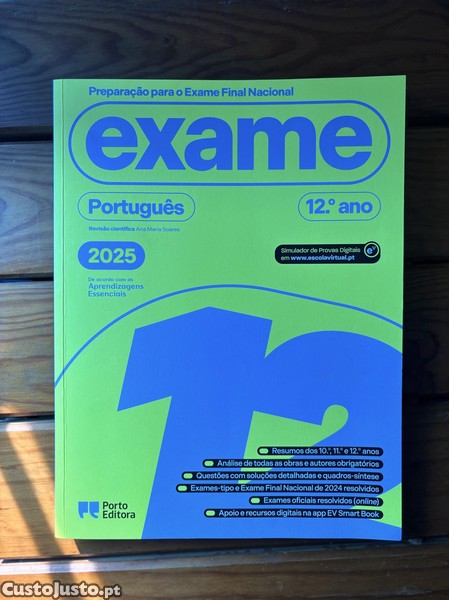 Preparação para o Exame Final Nacional
exame
Português
12.º ano
Revisão científica Ana Maria Soares
2025
Simulador de Provas Digitais
em www.escolavirtual.pt
De acordo com as
Aprendizagens
Essenciais
12
Resumos dos 10.º, 11.º e 12.º anos
Análise de todas as obras e autores obrigatórios
Questões com soluções detalhadas e quadros-síntese
Exames-tipo e Exame Final Nacional de 2024 resolvidos
Exames oficiais resolvidos (online)
Apoio e recursos digitais na app EV Smart Book
Porto
Editora
CustoJusto.pt